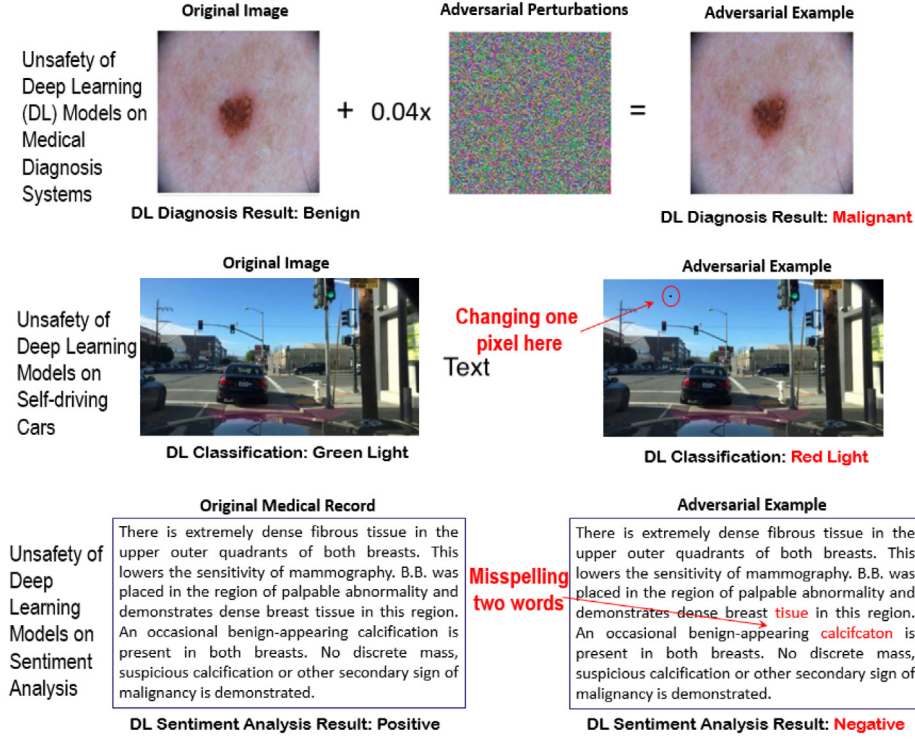 Original Image
Adversarial Perturbations
Adversarial Example
Unsafety of
Deep Learning
(DL) Models on
Medical
Diagnosis
Systems
+ 0.04x
=
DL Diagnosis Result: Benign
DL Diagnosis Result: Malignant
Original Image
Adversarial Example
Unsafety of
Deep Learning
Models on
Self-driving
Cars
Changing one
pixel here
Text
DL Classification: Green Light
DL Classification: Red Light
Original Medical Record
Adversarial Example
Unsafety of
Deep
Learning
Models on
Sentiment
Analysis
There is extremely dense fibrous tissue in the
upper outer quadrants of both breasts. This
lowers the sensitivity of mammography. B.B. was
placed in the region of palpable abnormality and
demonstrates dense breast tissue in this region.
An occasional benign-appearing calcification is
present in both breasts. No discrete mass,
suspicious calcification or other secondary sign of
malignancy is demonstrated.
Misspelling
two words
There is extremely dense fibrous tissue in the
upper outer quadrants of both breasts. This
lowers the sensitivity of mammography. B.B. was
placed in the region of palpable abnormality and
demonstrates dense breast tisue in this region.
An occasional benign-appearing calcifcaton is
present in both breasts. No discrete mass,
suspicious calcification or other secondary sign of
malignancy is demonstrated.
DL Sentiment Analysis Result: Positive
DL Sentiment Analysis Result: Negative